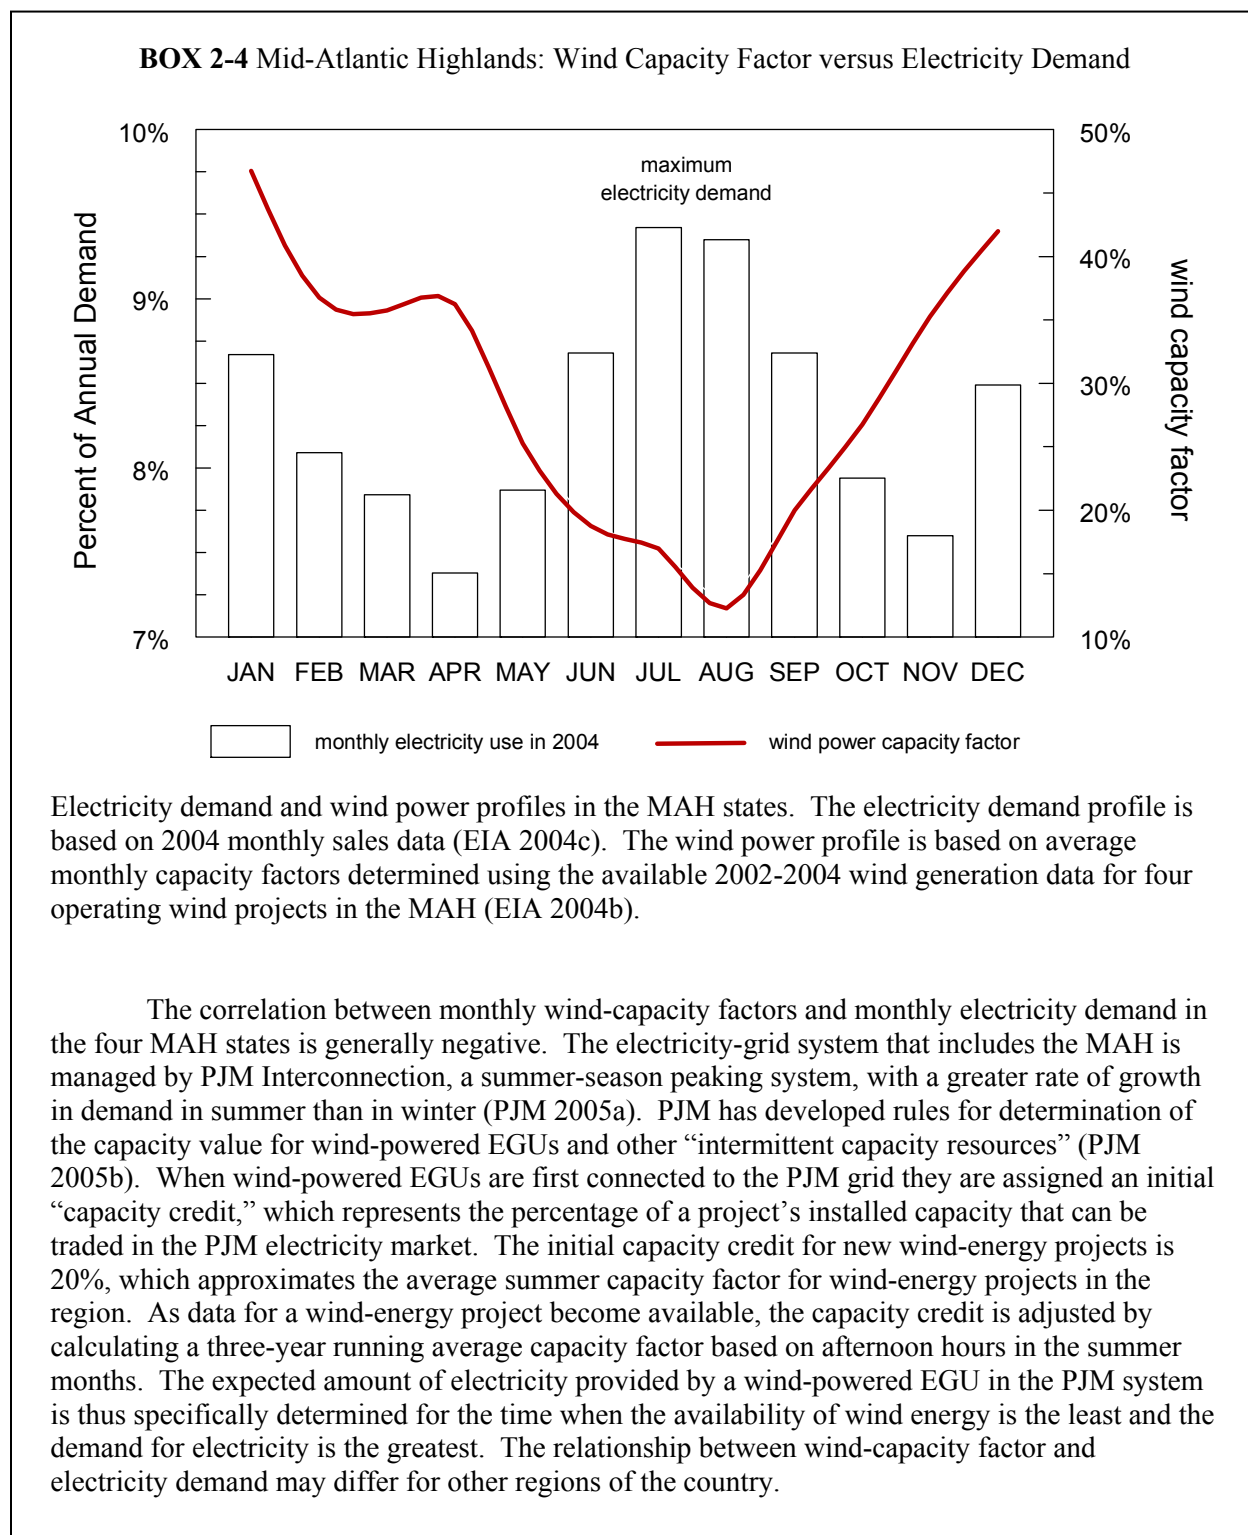 BOX 2-4 Mid-Atlantic Highlands: Wind Capacity Factor versus Electricity Demand
10%
9%
8%
7%
Percent of Annual Demand
maximum
electricity demand
50%
40%
30%
20%
10%
wind capacity factor
JAN FEB MAR APR MAY JUN JUL AUG SEP OCT NOV DEC
monthly electricity use in 2004 wind power capacity factor
Electricity demand and wind power profiles in the MAH states. The electricity demand profile is
based on 2004 monthly sales data (EIA 2004c). The wind power profile is based on average
monthly capacity factors determined using the available 2002-2004 wind generation data for four
operating wind projects in the MAH (EIA 2004b).
The correlation between monthly wind-capacity factors and monthly electricity demand in
the four MAH states is generally negative. The electricity-grid system that includes the MAH is
managed by PJM Interconnection, a summer-season peaking system, with a greater rate of growth
in demand in summer than in winter (PJM 2005a). PJM has developed rules for determination of
the capacity value for wind-powered EGUs and other “intermittent capacity resources” (PJM
2005b). When wind-powered EGUs are first connected to the PJM grid they are assigned an initial
“capacity credit,” which represents the percentage of a project’s installed capacity that can be
traded in the PJM electricity market. The initial capacity credit for new wind-energy projects is
20%, which approximates the average summer capacity factor for wind-energy projects in the
region. As data for a wind-energy project become available, the capacity credit is adjusted by
calculating a three-year running average capacity factor based on afternoon hours in the summer
months. The expected amount of electricity provided by a wind-powered EGU in the PJM system
is thus specifically determined for the time when the availability of wind energy is the least and the
demand for electricity is the greatest. The relationship between wind-capacity factor and
electricity demand may differ for other regions of the country.